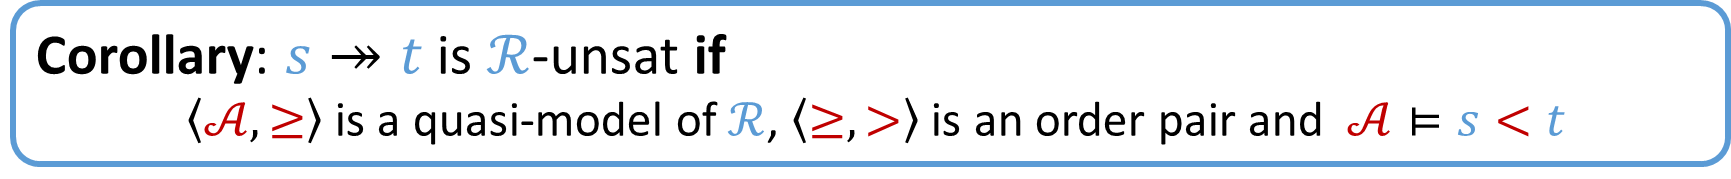 Corollary: s ↠ t is ℛ-unsat if
⟨𝒜, ≥⟩ is a quasi-model of ℛ, ⟨≥, >⟩ is an order pair and 𝒜 ⊨ s < t